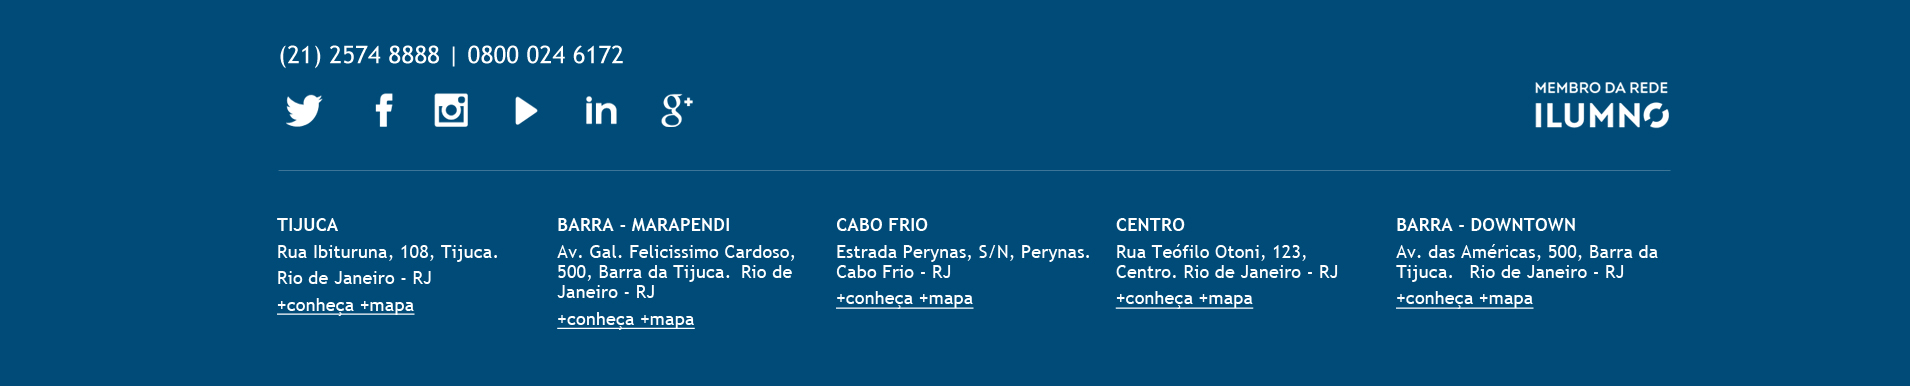 (21) 2574 8888 | 0800 024 6172
MEMBRO DA REDE
ILUMNO
TIJUCA
Rua Ibituruna, 108, Tijuca.
Rio de Janeiro - RJ
+conheça +mapa
BARRA - MARAPENDI
Av. Gal. Felicissimo Cardoso,
500, Barra da Tijuca. Rio de
Janeiro - RJ
+conheça +mapa
CABO FRIO
Estrada Perynas, S/N, Perynas.
Cabo Frio - RJ
+conheça +mapa
CENTRO
Rua Teófilo Otoni, 123,
Centro. Rio de Janeiro - RJ
+conheça +mapa
BARRA - DOWNTOWN
Av. das Américas, 500, Barra da
Tijuca. Rio de Janeiro - RJ
+conheça +mapa